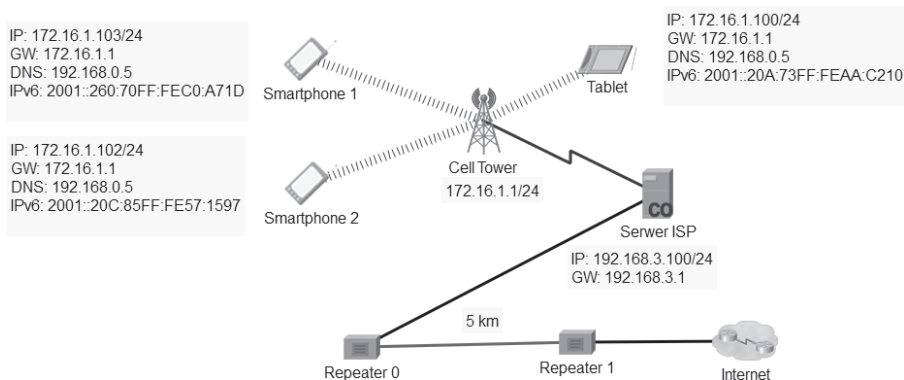 IP: 172.16.1.103/24
GW: 172.16.1.1
DNS: 192.168.0.5
IPv6: 2001::260:70FF:FEC0:A71D
Smartphone 1
IP: 172.16.1.100/24
GW: 172.16.1.1
DNS: 192.168.0.5
IPv6: 2001::20A:73FF:FEAA:C210
Tablet
IP: 172.16.1.102/24
GW: 172.16.1.1
DNS: 192.168.0.5
IPv6: 2001::20C:85FF:FE57:1597
Smartphone 2
Cell Tower
172.16.1.1/24
CO
Serwer ISP
IP: 192.168.3.100/24
GW: 192.168.3.1
5 km
Repeater 0
Repeater 1
Internet